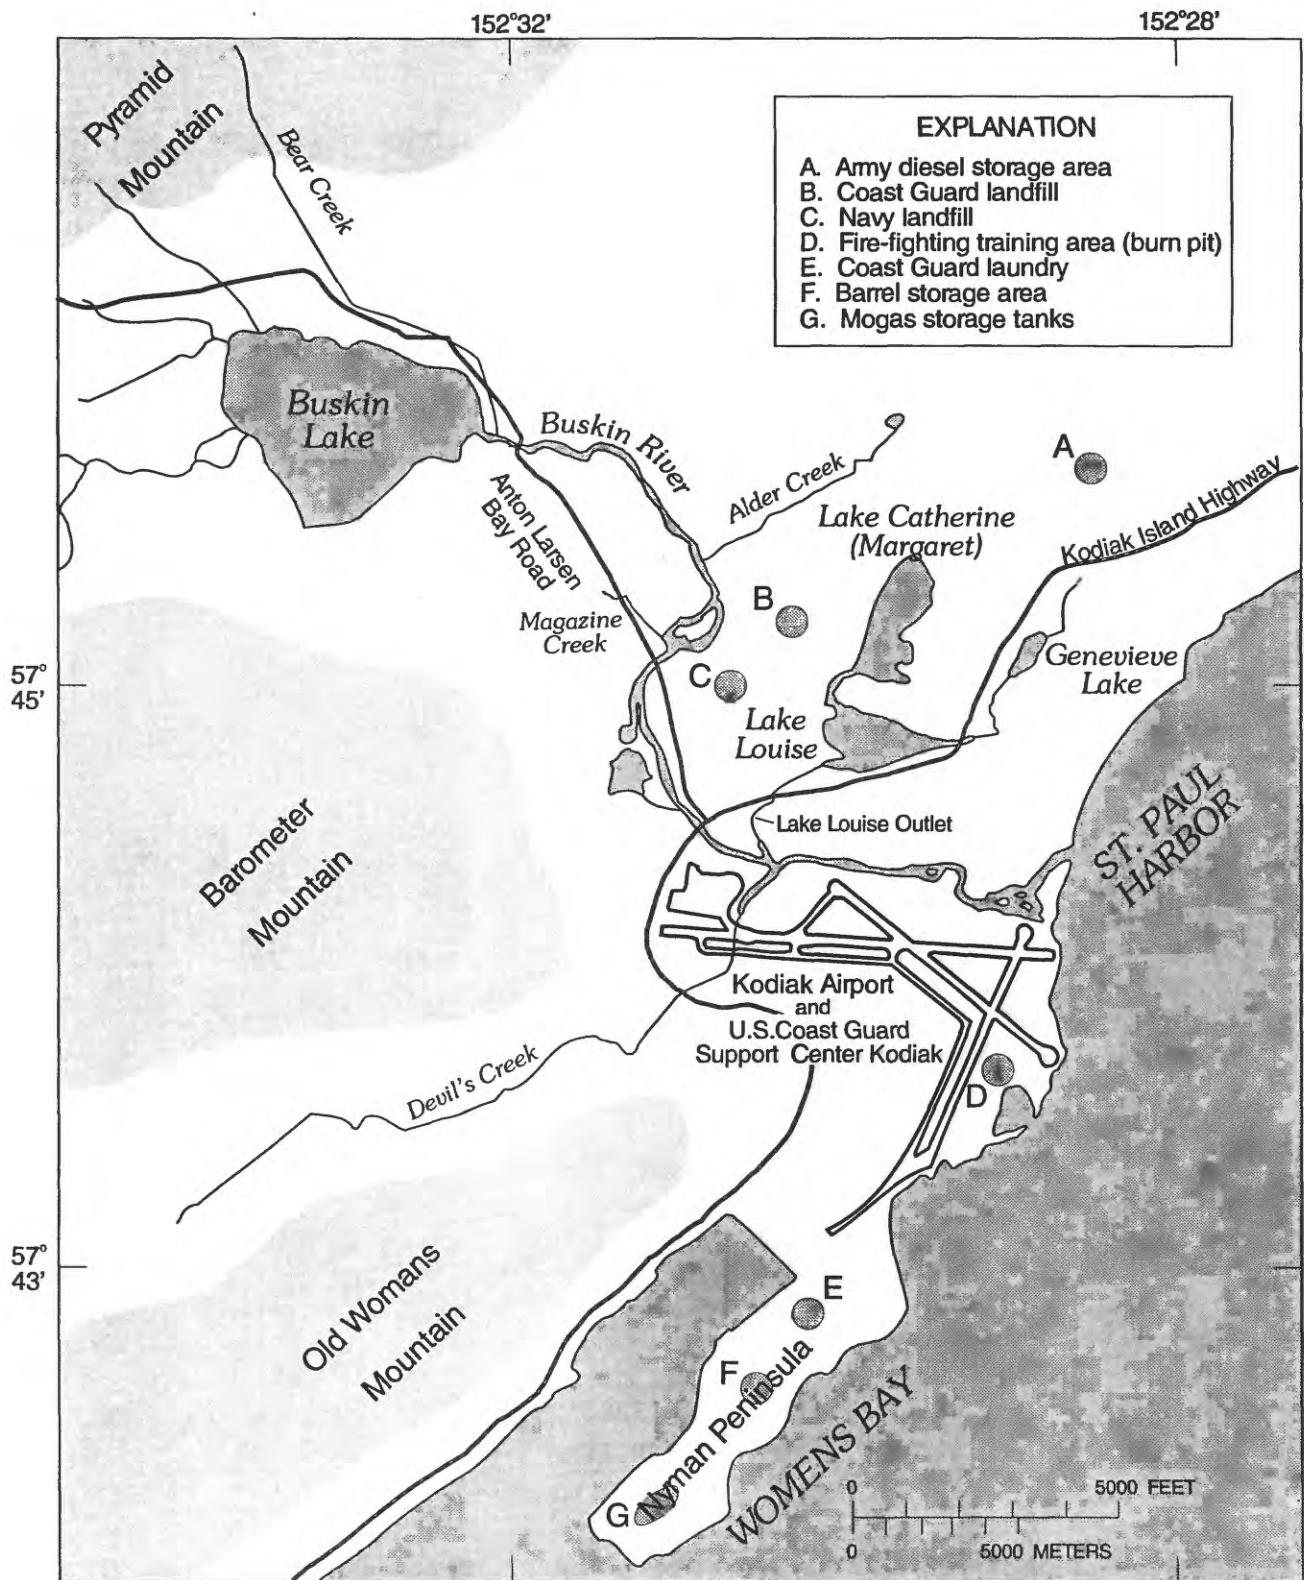 152°32'
152°28'
Pyramid
Mountain
Bear Creek
EXPLANATION
A. Army diesel storage area
B. Coast Guard landfill
C. Navy landfill
D. Fire-fighting training area (burn pit)
E. Coast Guard laundry
F. Barrel storage area
G. Mogas storage tanks
Buskin
Lake
Buskin River
Anton Larsen
Bay Road
Alder Creek
A
Lake Catherine
(Margaret)
Kodiak Island Highway
B
Magazine
Creek
57°
45'
C
Genevieve
Lake
Lake
Louise
Lake Louise Outlet
ST. PAUL
HARBOR
Barometer
Mountain
Kodiak Airport
and
U.S.Coast Guard
Support Center Kodiak
Devil's Creek
D
57°
43'
Old Womans
Mountain
E
F
Nyman Peninsula
G
WOMENS BAY
0 5000 FEET
0 5000 METERS